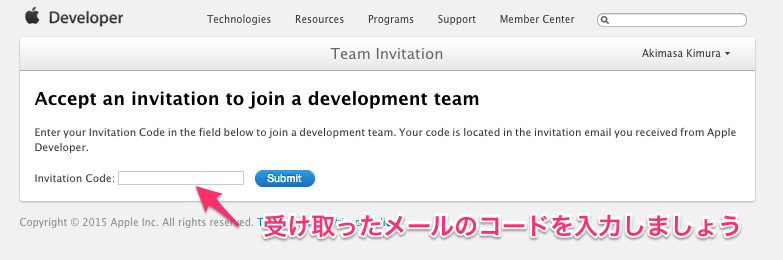 Developer Technologies Resources Programs Support Member Center
Team Invitation Akimasa Kimura
Accept an invitation to join a development team
Enter your Invitation Code in the field below to join a development team. Your code is located in the invitation email you received from Apple
Developer.
Invitation Code: Submit
Copyright © 2015 Apple Inc. All rights reserved.
受け取ったメールのコードを入力しましょう